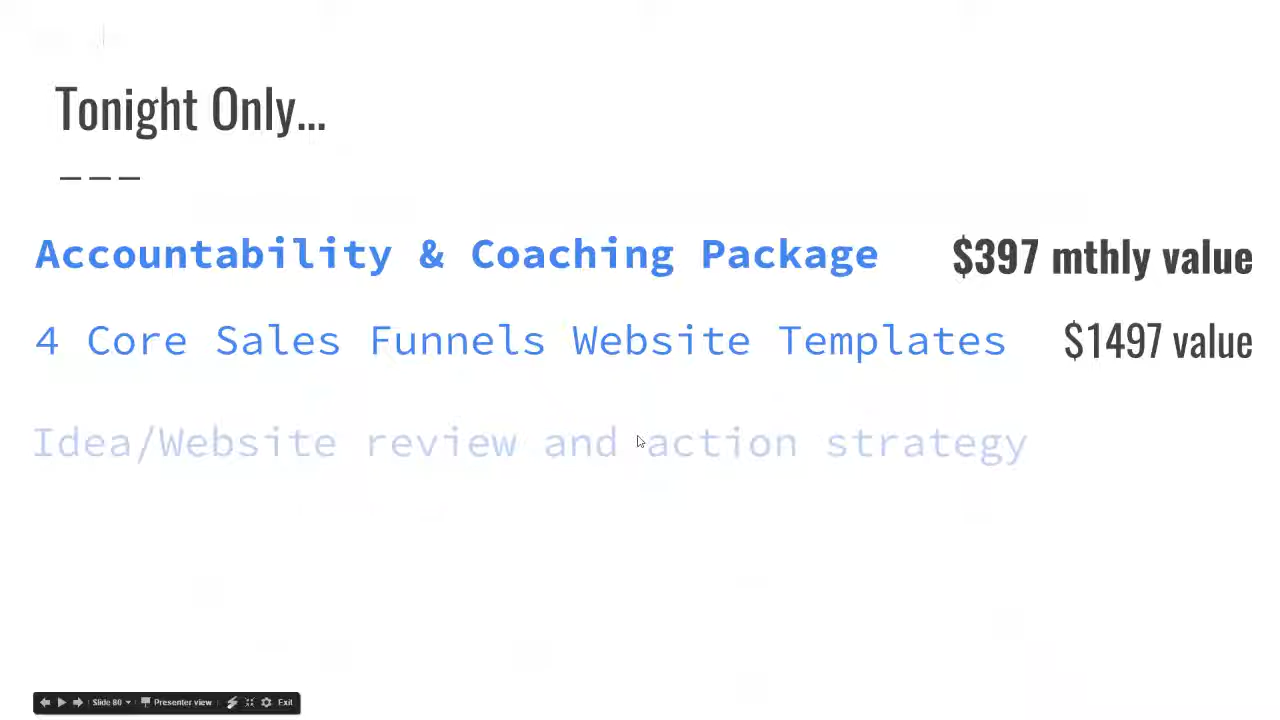 Tonight Only...
Accountability & Coaching Package $397 mthly value
4 Core Sales Funnels Website Templates $1497 value
Idea/Website review and action strategy
Slide 80 Presenter view Exit